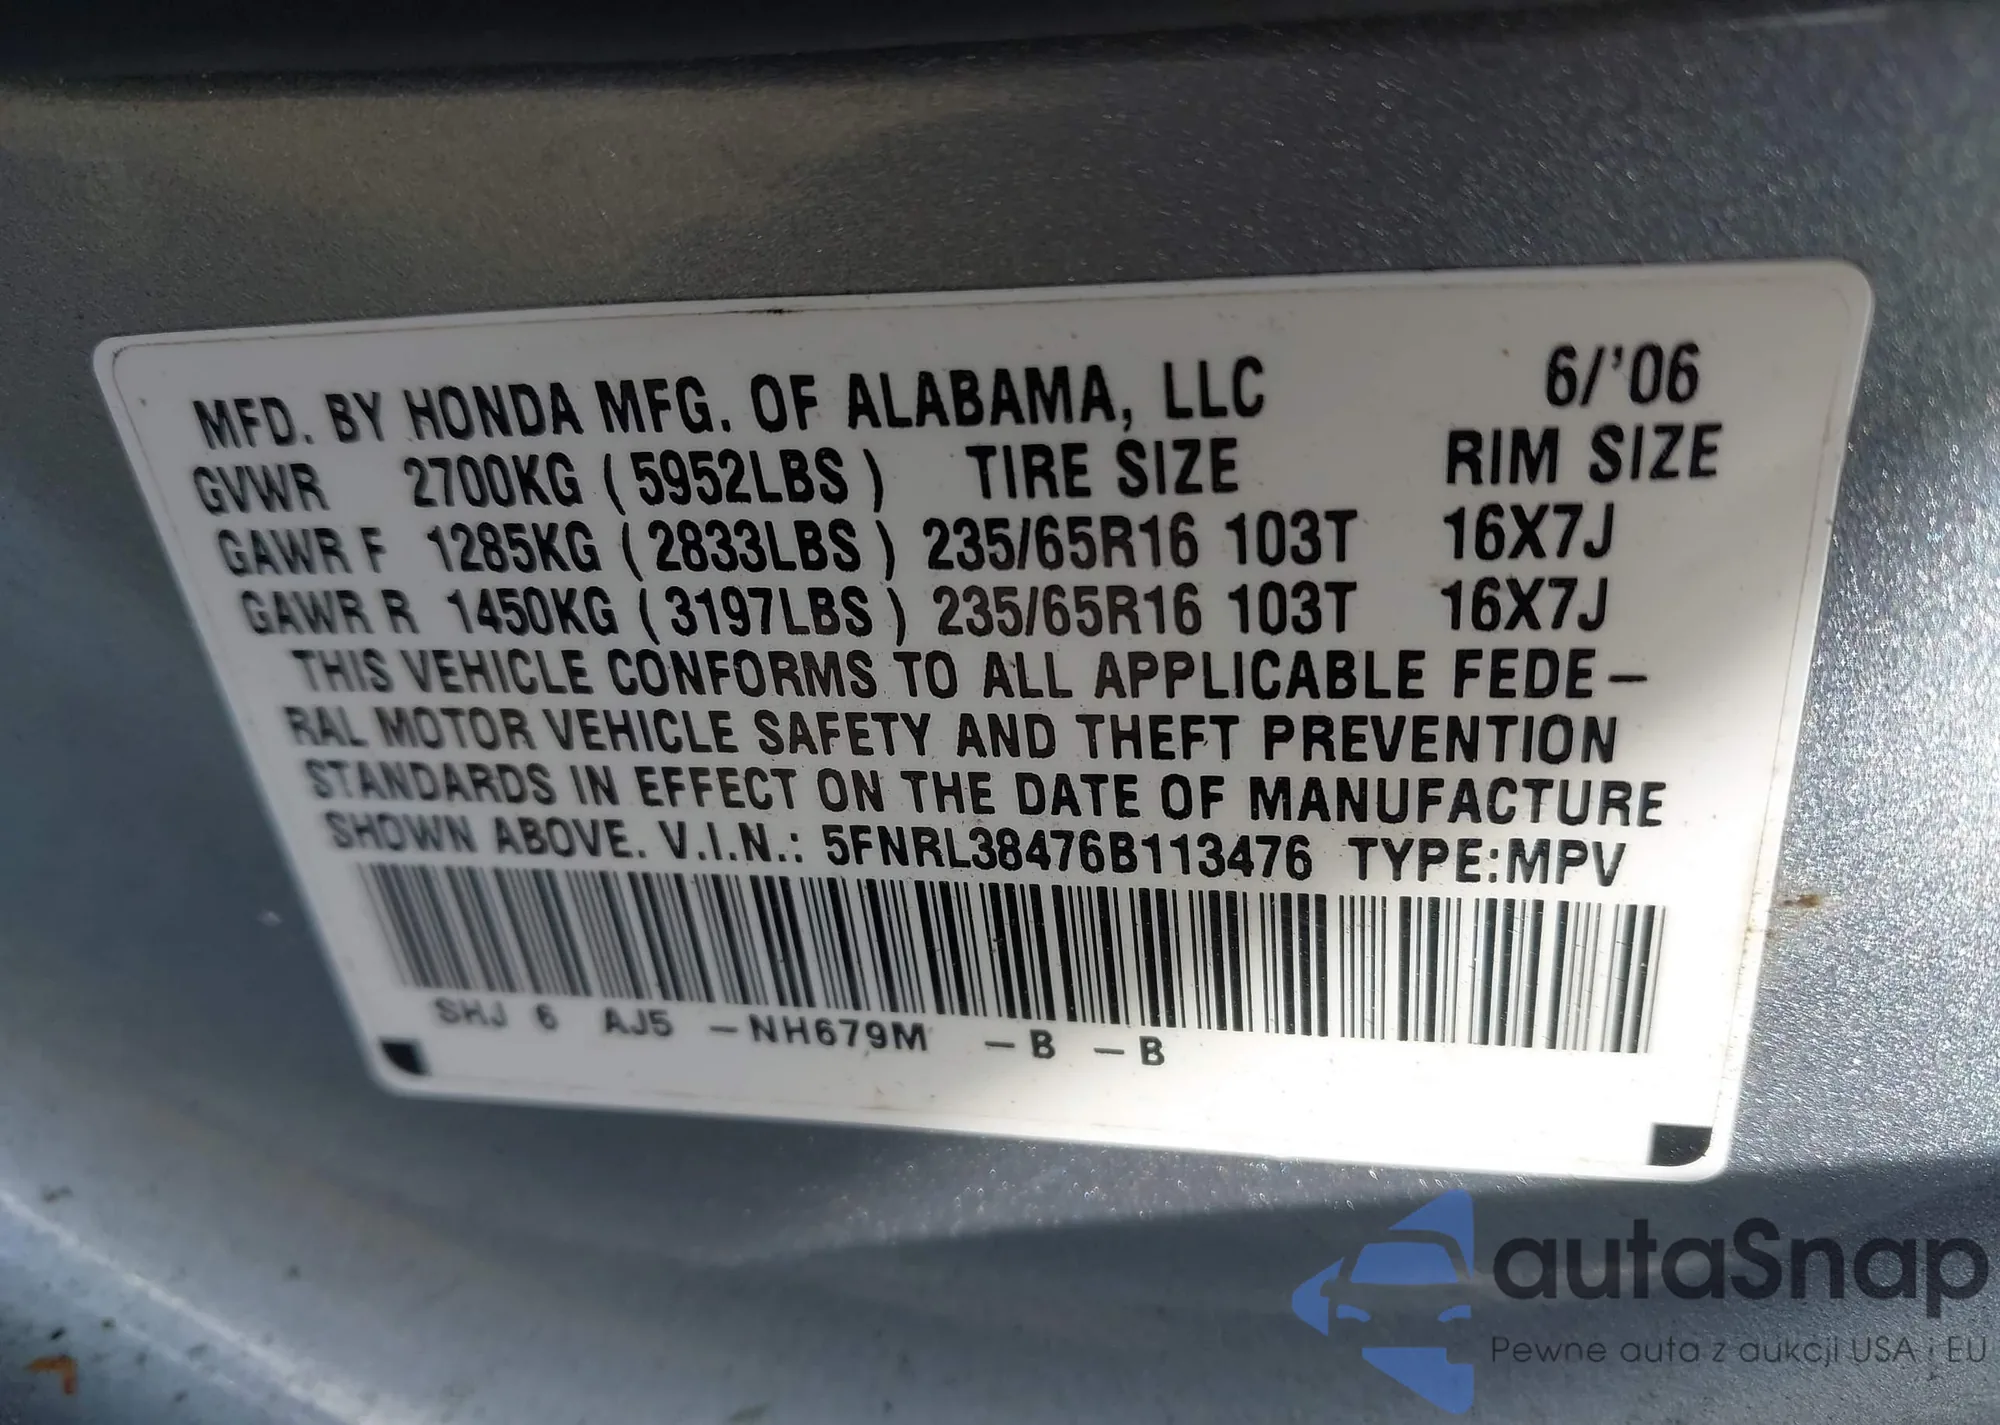 MFD. BY HONDA MFG. OF ALABAMA, LLC 6/'06
GVWR 2700KG (5952LBS) TIRE SIZE RIM SIZE
GAWR F 1285KG (2833LBS) 235/65R16 103T 16X7J
GAWR R 1450KG (3197LBS) 235/65R16 103T 16X7J
THIS VEHICLE CONFORMS TO ALL APPLICABLE FEDE-
RAL MOTOR VEHICLE SAFETY AND THEFT PREVENTION
STANDARDS IN EFFECT ON THE DATE OF MANUFACTURE
SHOWN ABOVE. V.I.N.: 5FNRL38476B113476 TYPE:MPV
SHJ 6 AJ5 -NH679M -B -B
autaSnap
Pewne auta z aukcji USA i EU